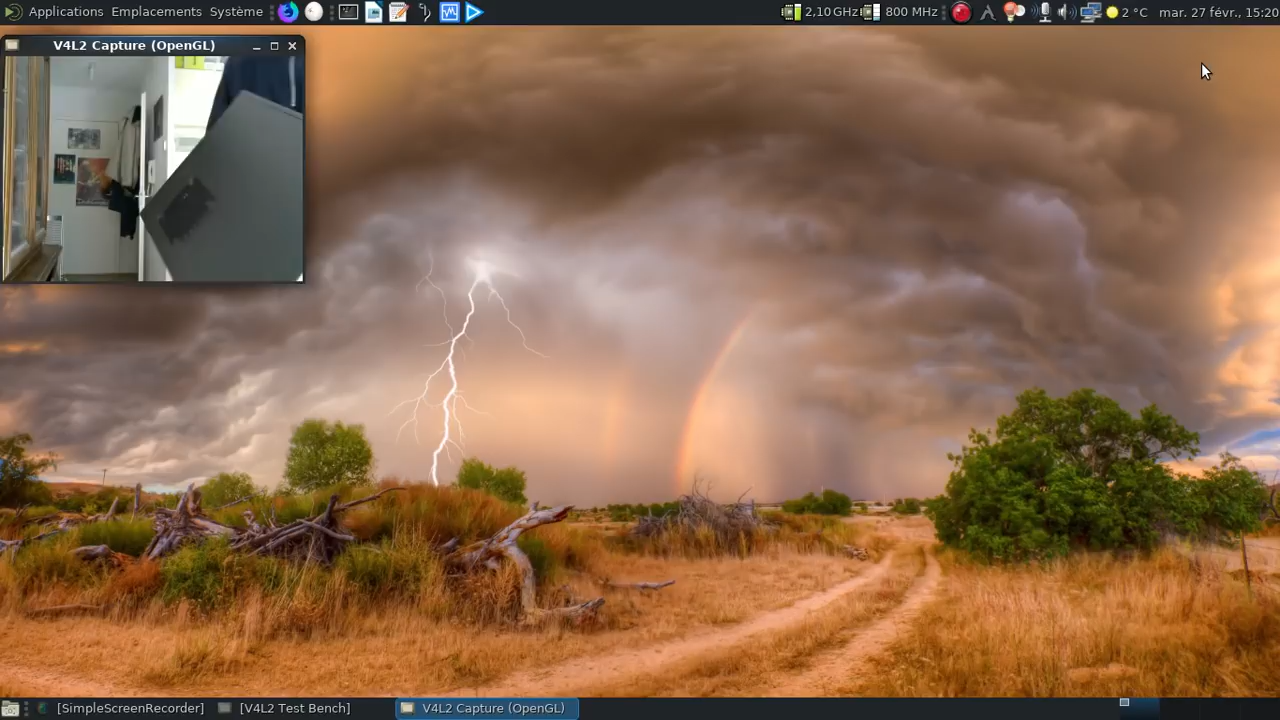 Applications Emplacements Système 2,10 GHz 800 MHz 2 °C mar. 27 févr., 15:20
V4L2 Capture (OpenGL)
[SimpleScreenRecorder] [V4L2 Test Bench] V4L2 Capture (OpenGL)